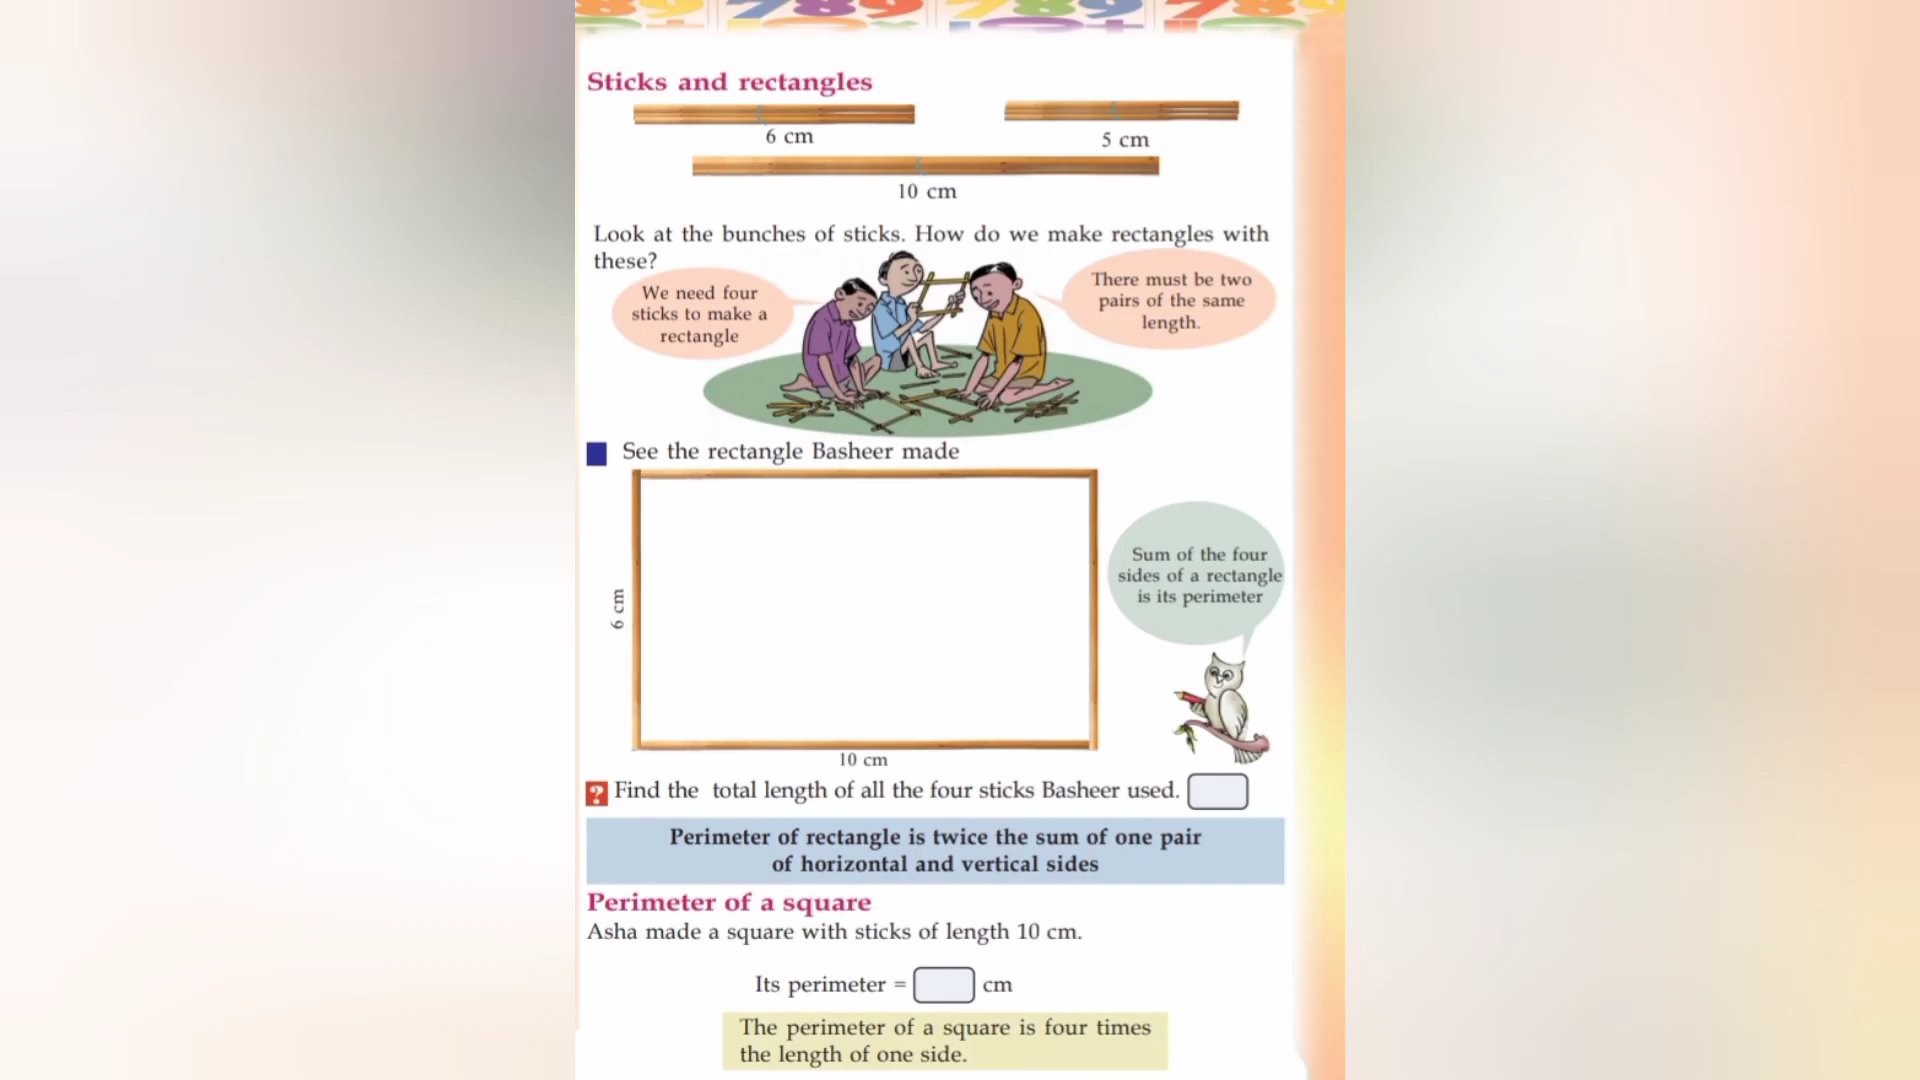 Sticks and rectangles
6 cm
5 cm
10 cm
Look at the bunches of sticks. How do we make rectangles with
these?
We need four
sticks to make a
rectangle
There must be two
pairs of the same
length.
See the rectangle Basheer made
6 cm
Sum of the four
sides of a rectangle
is its perimeter
10 cm
? Find the total length of all the four sticks Basheer used.
Perimeter of rectangle is twice the sum of one pair
of horizontal and vertical sides
Perimeter of a square
Asha made a square with sticks of length 10 cm.
Its perimeter = cm
The perimeter of a square is four times
the length of one side.